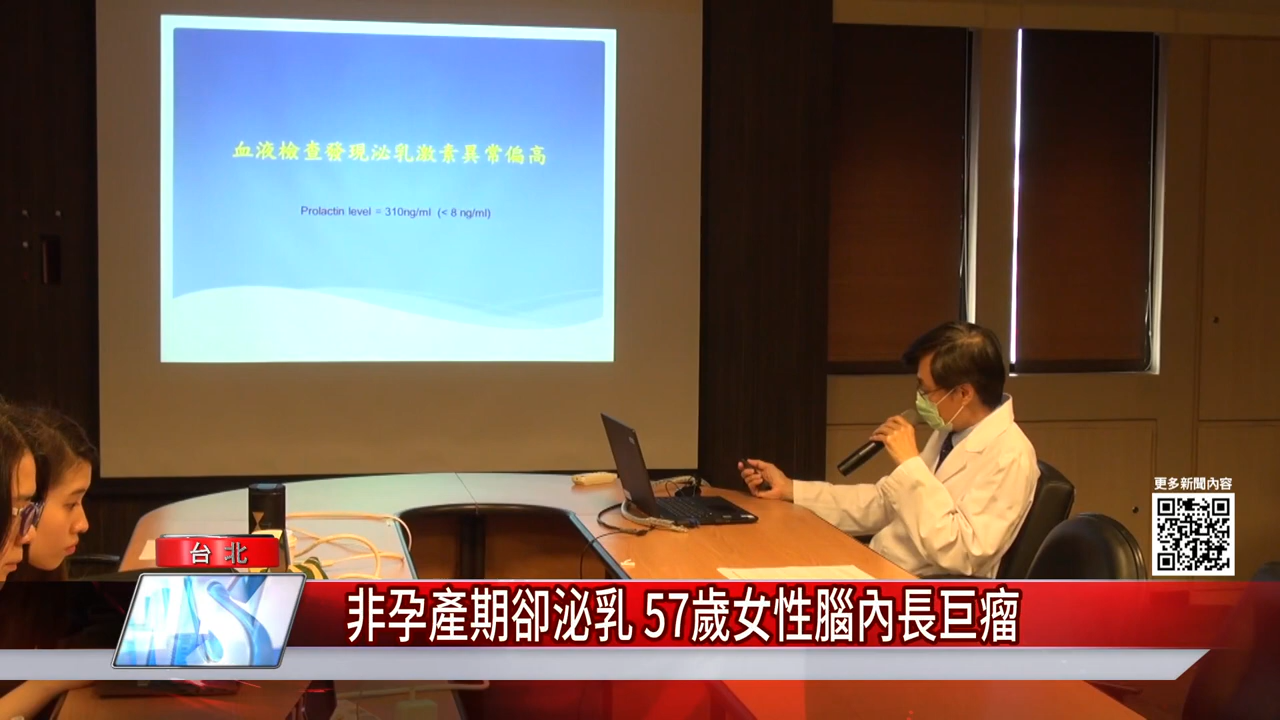 血液檢查發現泌乳激素異常偏高
Prolactin level = 310ng/ml (< 8 ng/ml)
更多新聞內容
台北
非孕產期卻泌乳 57歲女性腦內長巨瘤